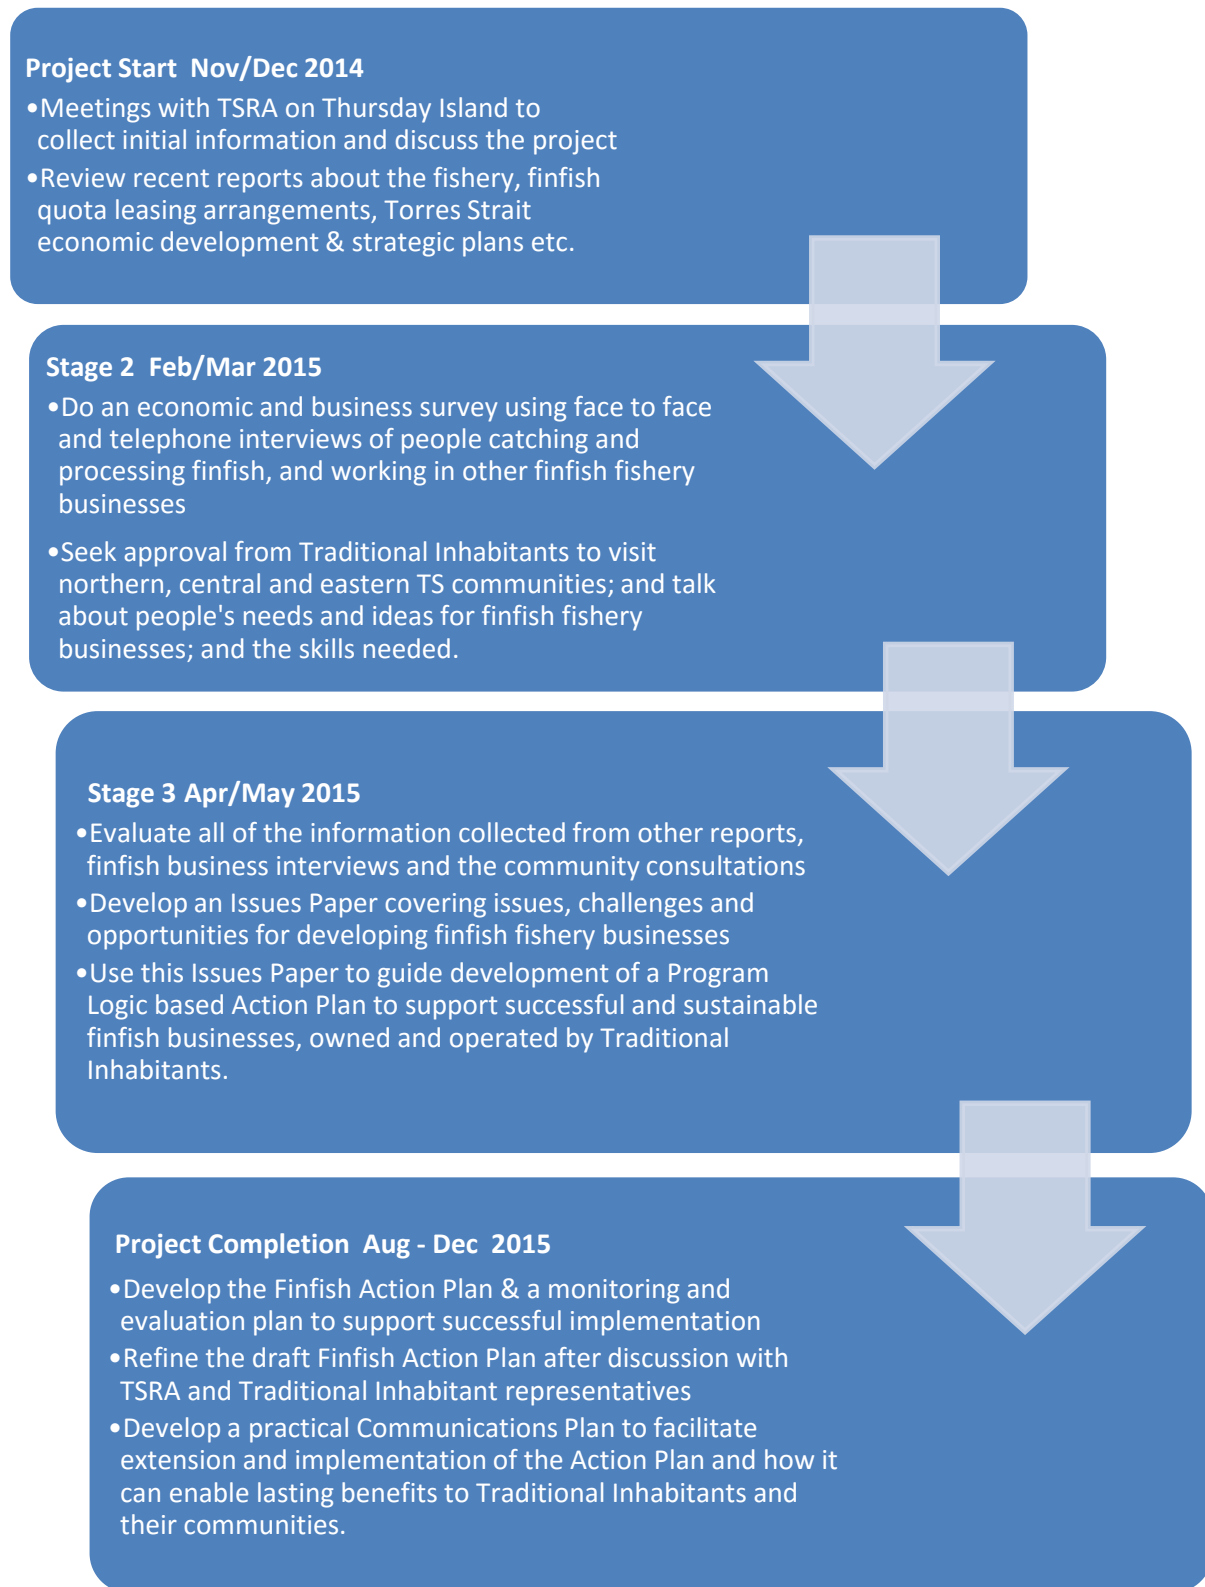 Project Start  Nov/Dec 2014
•Meetings with TSRA on Thursday Island to
collect initial information and discuss the project
•Review recent reports about the fishery, finfish
quota leasing arrangements, Torres Strait
economic development & strategic plans etc.
Stage 2  Feb/Mar 2015
•Do an economic and business survey using face to face
and telephone interviews of people catching and
processing finfish, and working in other finfish fishery
businesses
•Seek approval from Traditional Inhabitants to visit
northern, central and eastern TS communities; and talk
about people's needs and ideas for finfish fishery
businesses; and the skills needed.
Stage 3 Apr/May 2015
•Evaluate all of the information collected from other reports,
finfish business interviews and the community consultations
•Develop an Issues Paper covering issues, challenges and
opportunities for developing finfish fishery businesses
•Use this Issues Paper to guide development of a Program
Logic based Action Plan to support successful and sustainable
finfish businesses, owned and operated by Traditional
Inhabitants.
Project Completion  Aug - Dec  2015
•Develop the Finfish Action Plan & a monitoring and
evaluation plan to support successful implementation
•Refine the draft Finfish Action Plan after discussion with
TSRA and Traditional Inhabitant representatives
•Develop a practical Communications Plan to facilitate
extension and implementation of the Action Plan and how it
can enable lasting benefits to Traditional Inhabitants and
their communities.